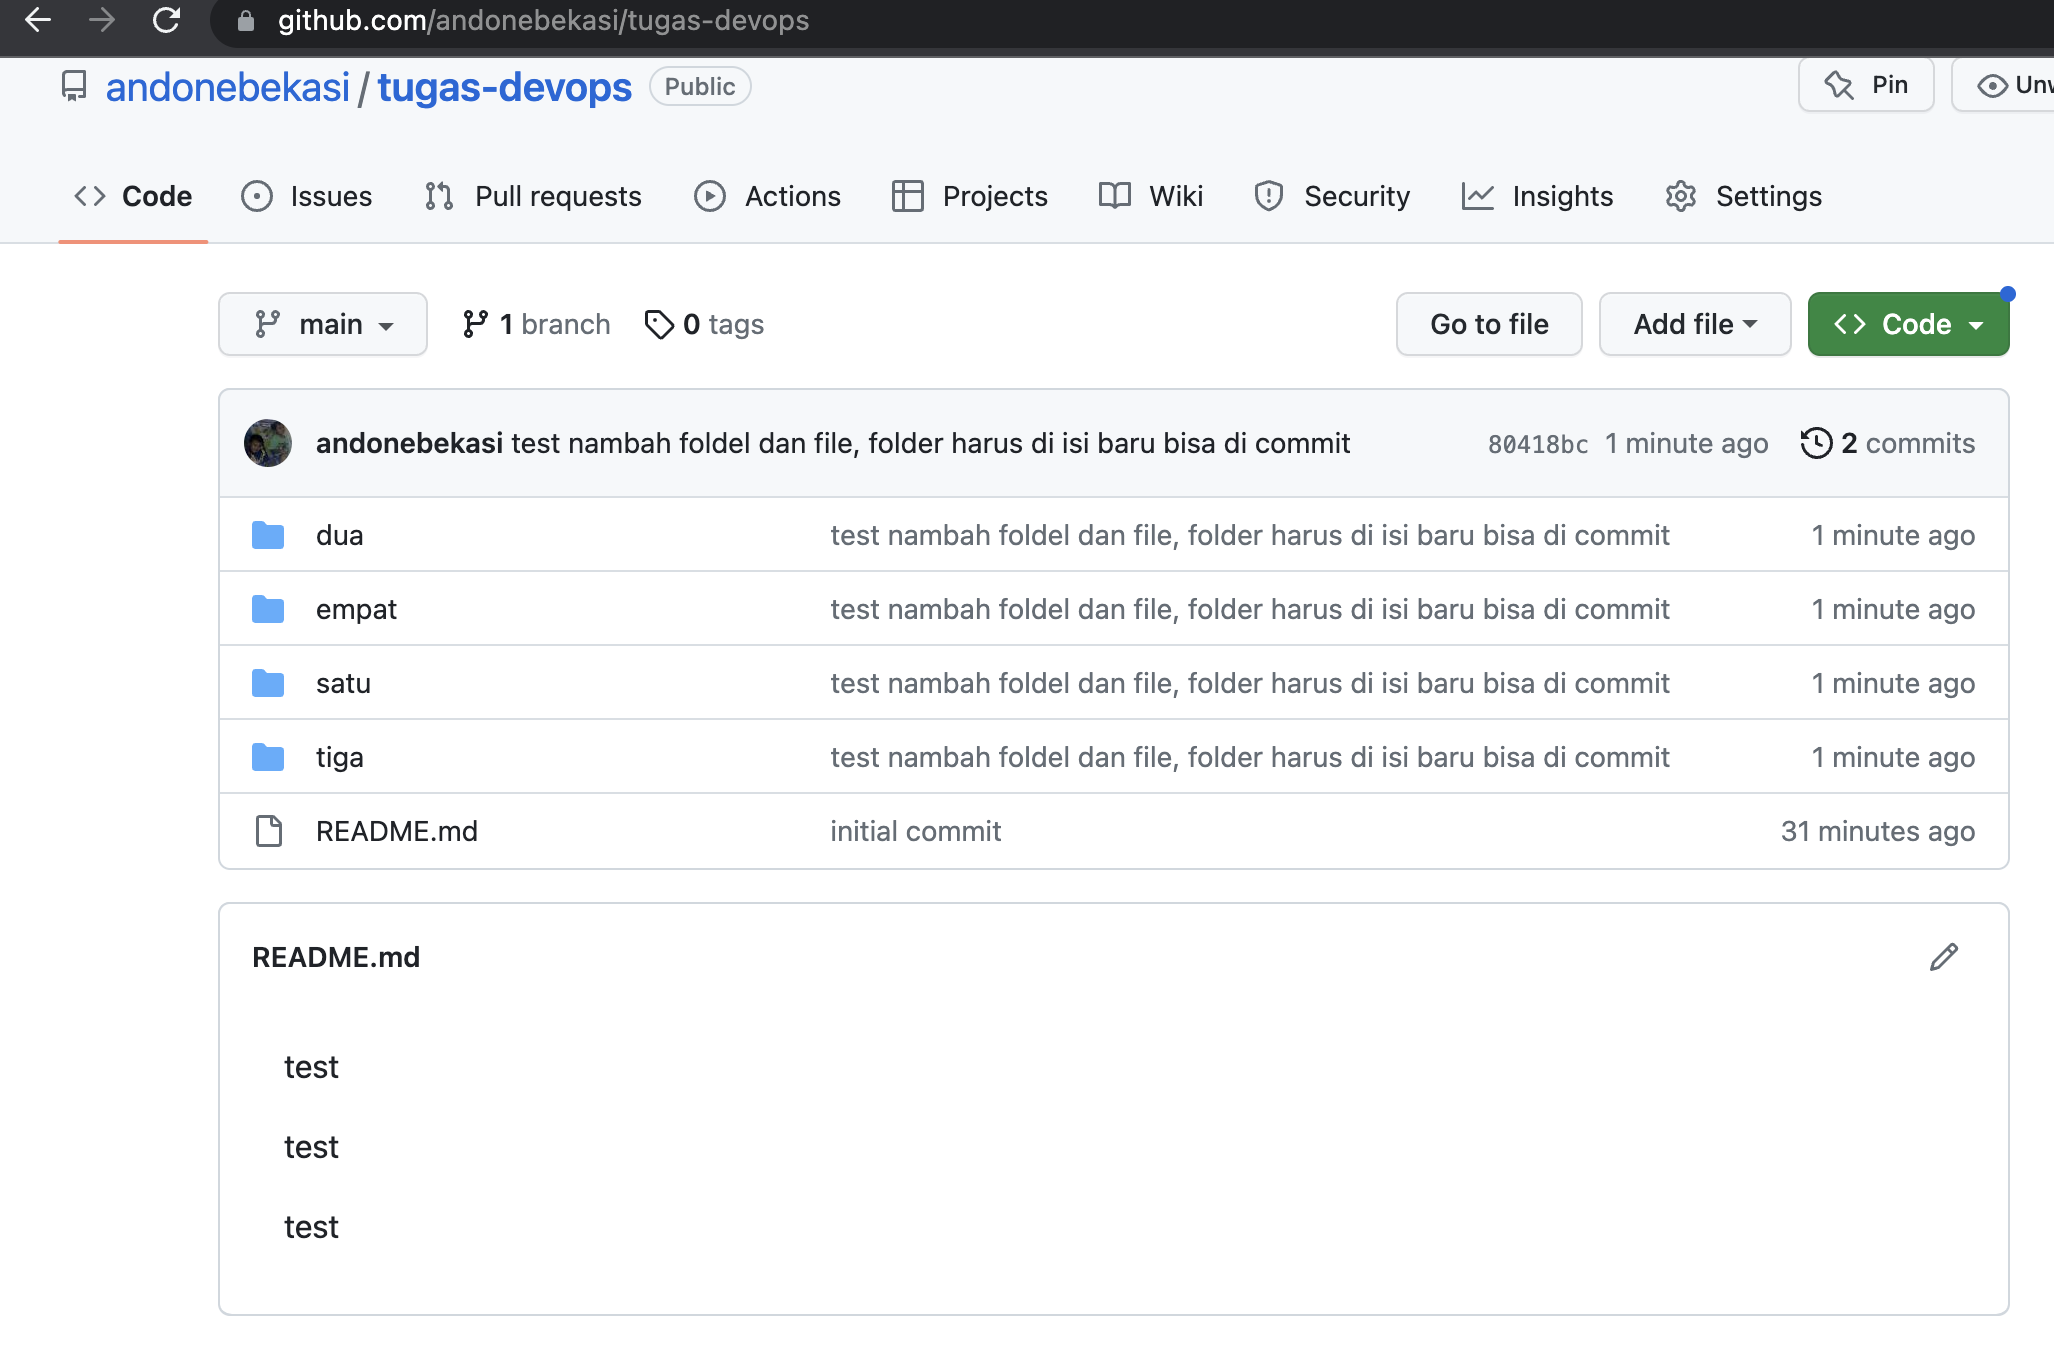 github.com/andonebekasi/tugas-devops
andonebekasi / tugas-devops Public Pin
Code Issues Pull requests Actions Projects Wiki Security Insights Settings
main 1 branch 0 tags Go to file Add file Code
andonebekasi test nambah foldel dan file, folder harus di isi baru bisa di commit 80418bc 1 minute ago 2 commits
dua test nambah foldel dan file, folder harus di isi baru bisa di commit 1 minute ago
empat test nambah foldel dan file, folder harus di isi baru bisa di commit 1 minute ago
satu test nambah foldel dan file, folder harus di isi baru bisa di commit 1 minute ago
tiga test nambah foldel dan file, folder harus di isi baru bisa di commit 1 minute ago
README.md initial commit 31 minutes ago
README.md
test
test
test